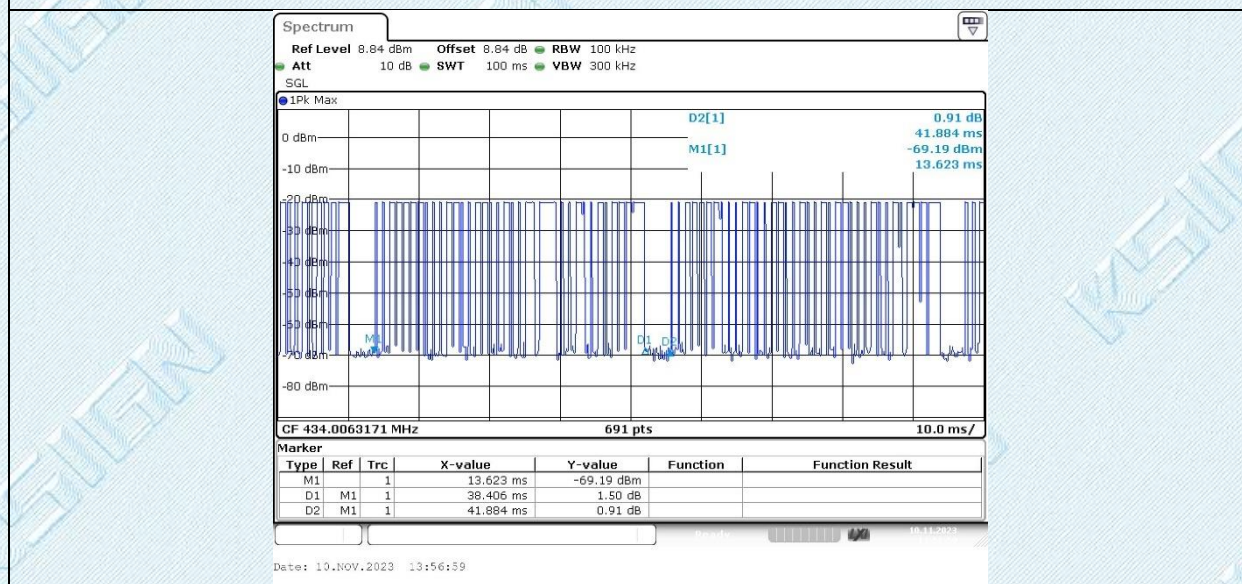 Spectrum
Ref Level 8.84 dBm Offset 8.84 dB RBW 100 kHz
Att 10 dB SWT 100 ms VBW 300 kHz
SGL
1Pk Max
D2[1] 0.91 dB
41.884 ms
M1[1] -69.19 dBm
13.623 ms
0 dBm
-10 dBm
-20 dBm
-30 dBm
-40 dBm
-50 dBm
-60 dBm
-70 dBm
-80 dBm
M1
D1 D2
CF 434.0063171 MHz 691 pts 10.0 ms/
Marker
Type Ref Trc X-value Y-value Function Function Result
M1 1 13.623 ms -69.19 dBm
D1 M1 1 38.406 ms 1.50 dB
D2 M1 1 41.884 ms 0.91 dB
Ready
10.11.2023
Date: 10.NOV.2023 13:56:59
KSIGN